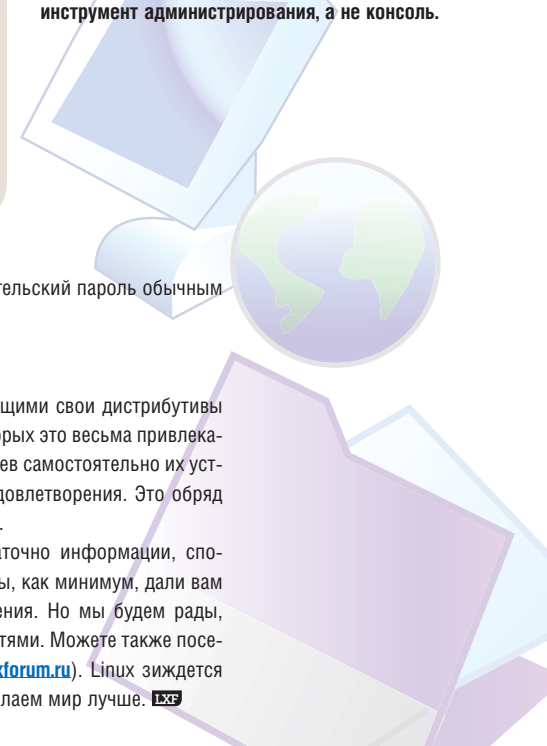 инструмент администрирования, а не консоль.
тельский пароль обычным
щими свои дистрибутивы
орых это весьма привлека-
ев самостоятельно их уст-
довлетворения. Это обряд
.
аточно информации, спо-
ы, как минимум, дали вам
ения. Но мы будем рады,
тями. Можете также посе-
xforum.ru). Linux зиждется
лаем мир лучше. LXF